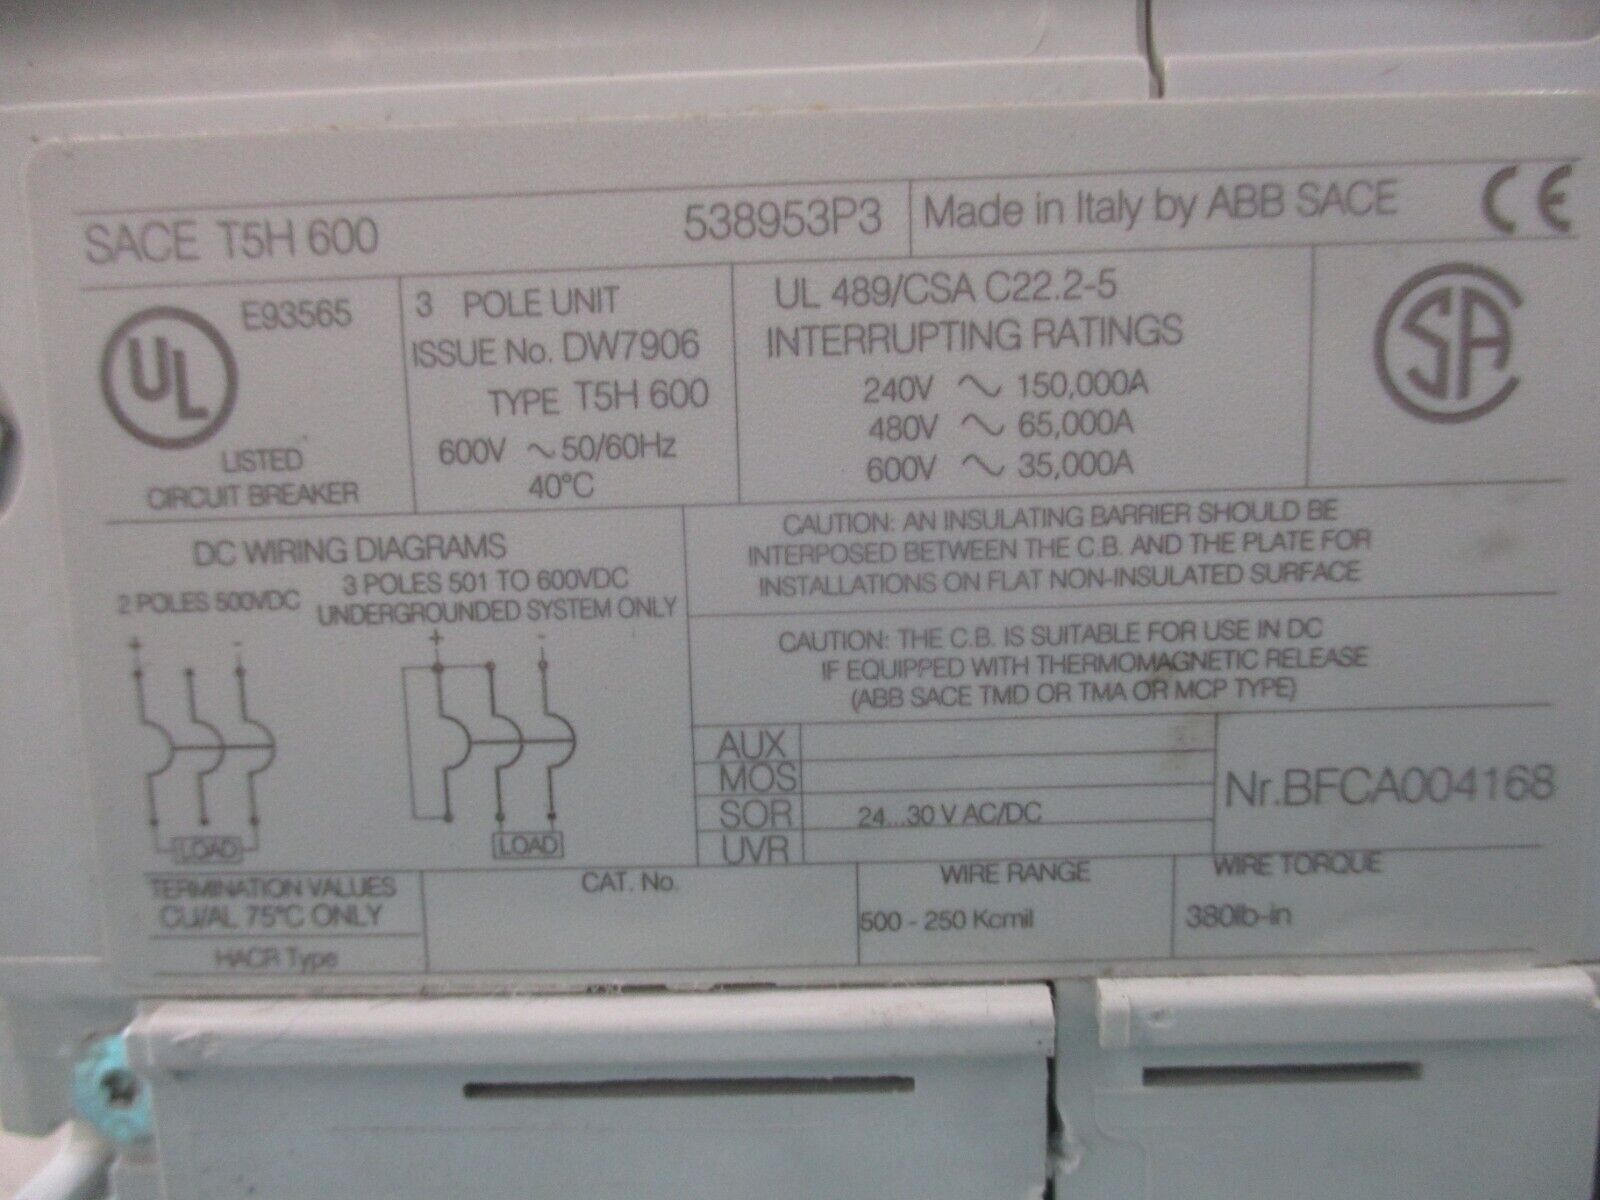 SACE T5H 600 538953P3 Made in Italy by ABB SACE CE
UL E93565
LISTED
CIRCUIT BREAKER
3 POLE UNIT
ISSUE No. DW7906
TYPE T5H 600
600V ~ 50/60Hz
40°C
UL 489/CSA C22.2-5
INTERRUPTING RATINGS
240V ~ 150,000A
480V ~ 65,000A
600V ~ 35,000A
SA
DC WIRING DIAGRAMS
2 POLES 500VDC
3 POLES 501 TO 600VDC
UNDERGROUNDED SYSTEM ONLY
+ -
+ -
LOAD
LOAD
CAUTION: AN INSULATING BARRIER SHOULD BE
INTERPOSED BETWEEN THE C.B. AND THE PLATE FOR
INSTALLATIONS ON FLAT NON-INSULATED SURFACE
CAUTION: THE C.B. IS SUITABLE FOR USE IN DC
IF EQUIPPED WITH THERMOMAGNETIC RELEASE
(ABB SACE TMD OR TMA OR MCP TYPE)
AUX
MOS
SOR 24...30 V AC/DC
UVR
Nr.BFCA004168
TERMINATION VALUES
CU/AL 75°C ONLY
HACR Type
CAT. No.
WIRE RANGE
500 - 250 Kcmil
WIRE TORQUE
380lb-in